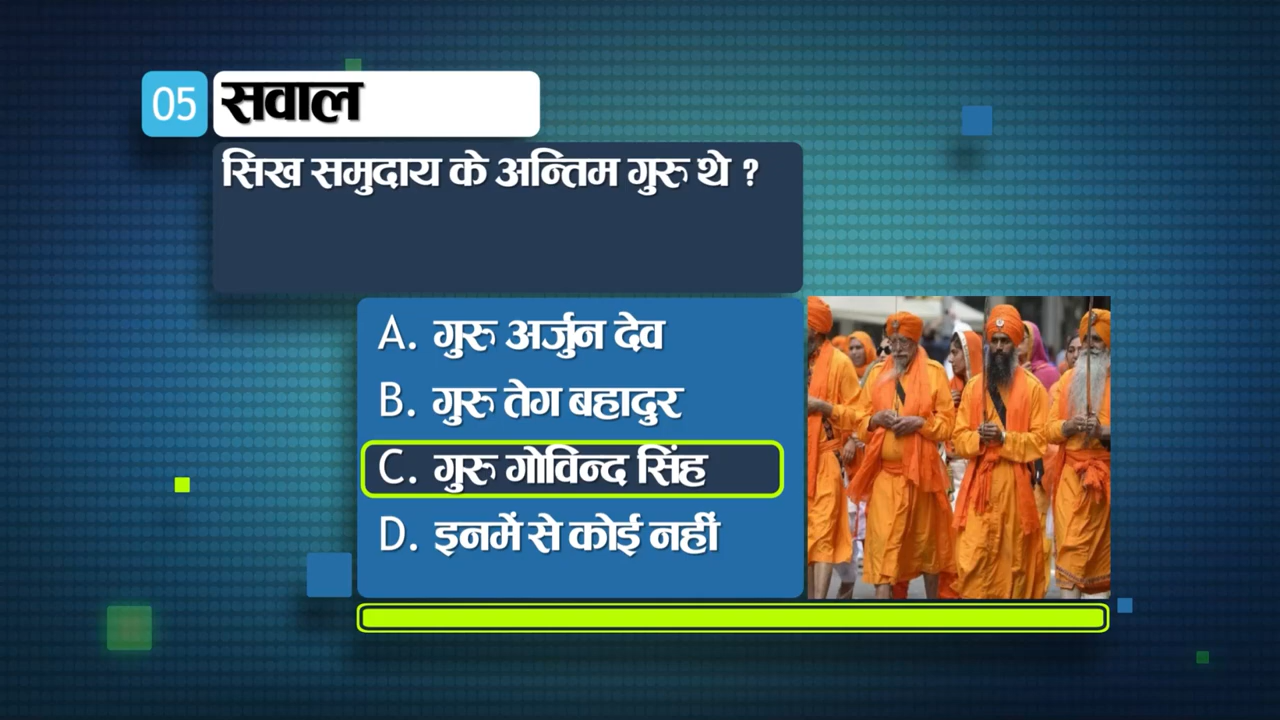 05 सवाल
सिख समुदाय के अन्तिम गुरु थे ?
A. गुरु अर्जुन देव
B. गुरु तेग बहादुर
C. गुरु गोविन्द सिंह
D. इनमें से कोई नहीं